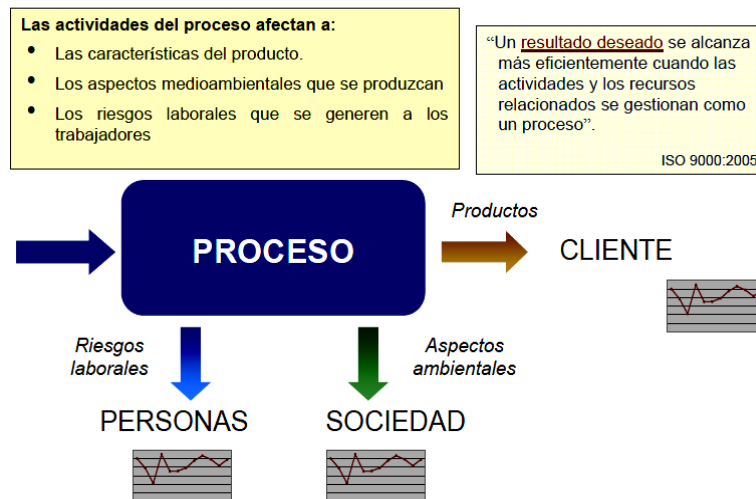 Las actividades del proceso afectan a:
• Las características del producto.
• Los aspectos medioambientales que se produzcan
• Los riesgos laborales que se generen a los
trabajadores
“Un resultado deseado se alcanza
más eficientemente cuando las
actividades y los recursos
relacionados se gestionan como
un proceso”.
ISO 9000:2005
PROCESO
Productos
CLIENTE
Riesgos
laborales
Aspectos
ambientales
PERSONAS
SOCIEDAD